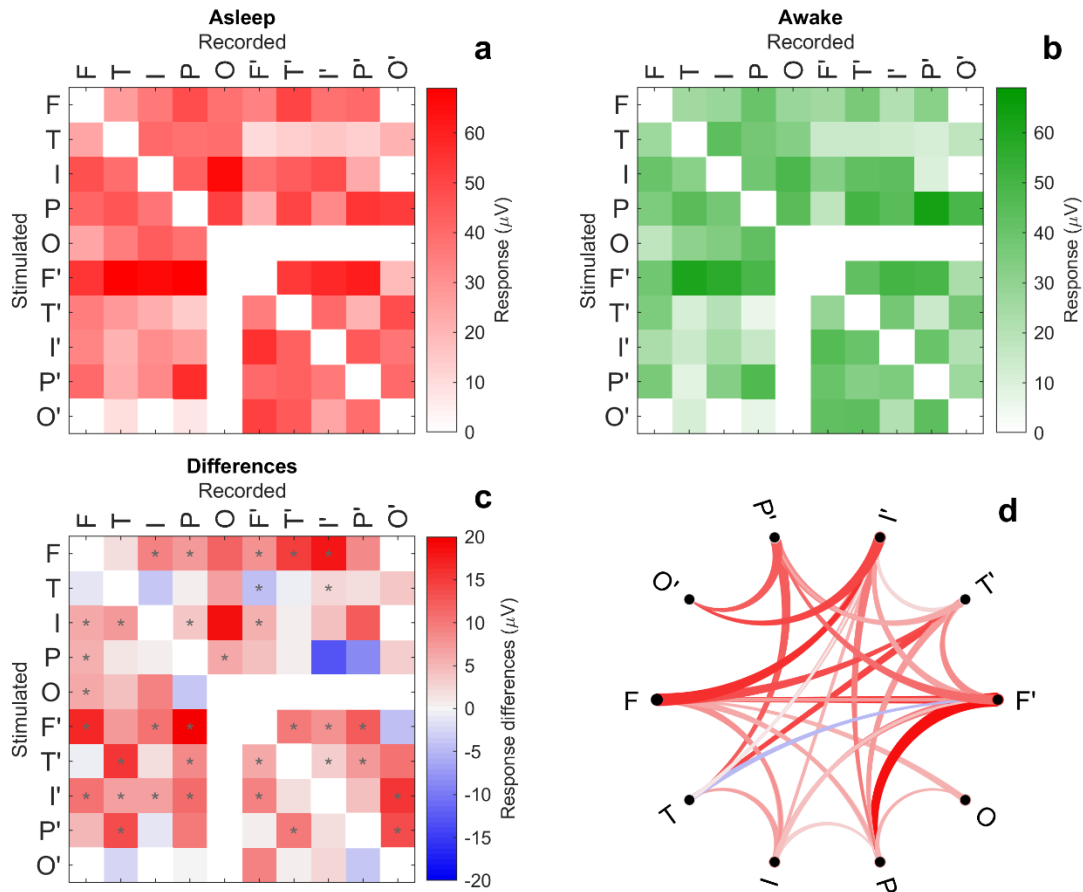 Asleep
Recorded
a
F T I P O F' T' I' P' O'
Stimulated
F
T
I
P
O
F'
T'
I'
P'
O'
60
50
40
30
20
10
0
Response (μV)
Awake
Recorded
b
F T I P O F' T' I' P' O'
Stimulated
F
T
I
P
O
F'
T'
I'
P'
O'
60
50
40
30
20
10
0
Response (μV)
Differences
Recorded
c
F T I P O F' T' I' P' O'
Stimulated
F
* * * * *
T
* *
I
* * * *
P
* *
O
*
F'
* * * * * *
T'
* * * * *
I'
* * * * * *
P'
* * *
O'
20
15
10
5
0
-5
-10
-15
-20
Response differences (μV)
d
P' I'
O' T'
F F'
T O
I P